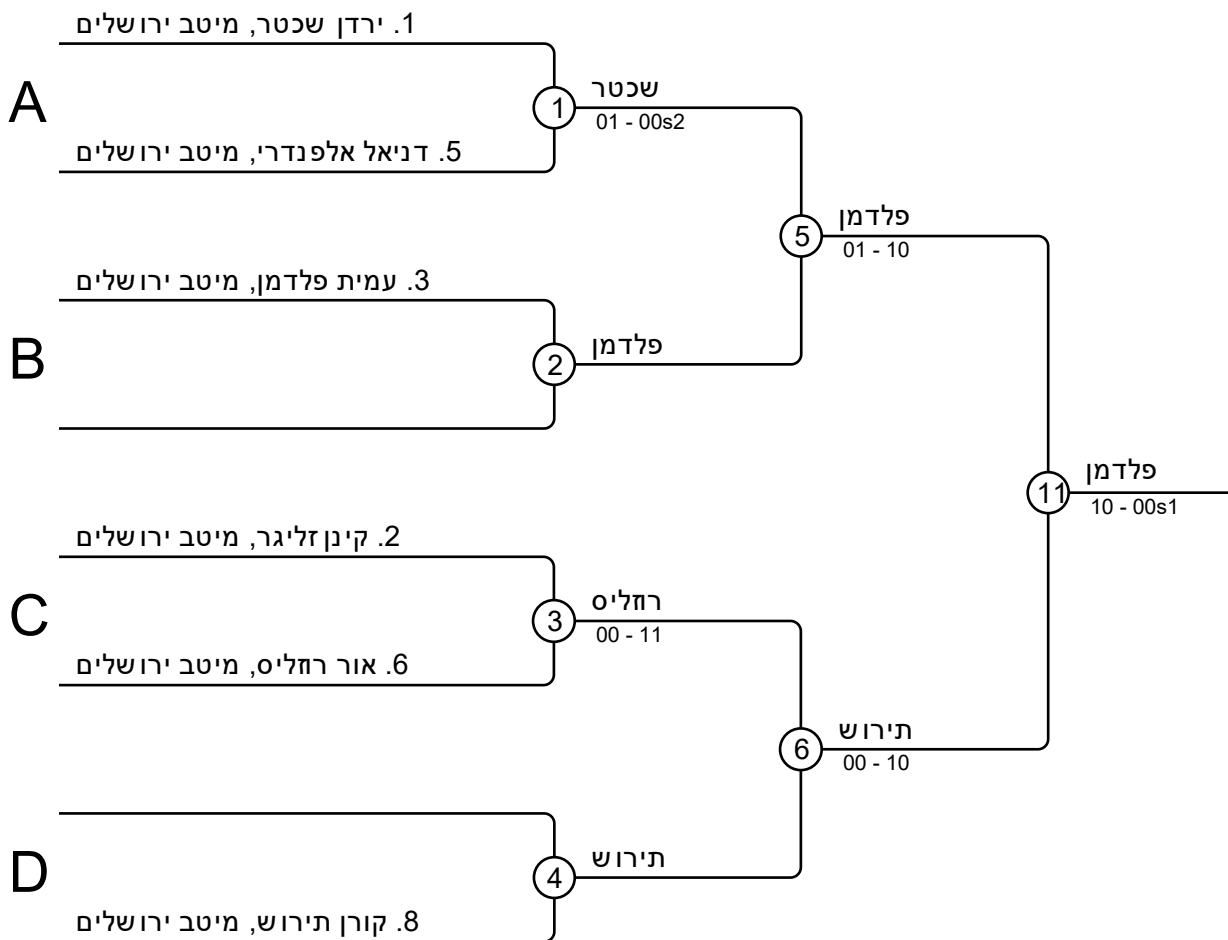 1. ירדן שכטר, מיטב ירושלים
A
1
שכטר
01 - 00s2
5. דניאל אלפנדרי, מיטב ירושלים
5
פלדמן
01 - 10
3. עמית פלדמן, מיטב ירושלים
B
2
פלדמן
11
פלדמן
10 - 00s1
2. קינן זליגר, מיטב ירושלים
C
3
רוזליס
00 - 11
6. אור רוזליס, מיטב ירושלים
6
תירוש
00 - 10
D
4
תירוש
8. קורן תירוש, מיטב ירושלים